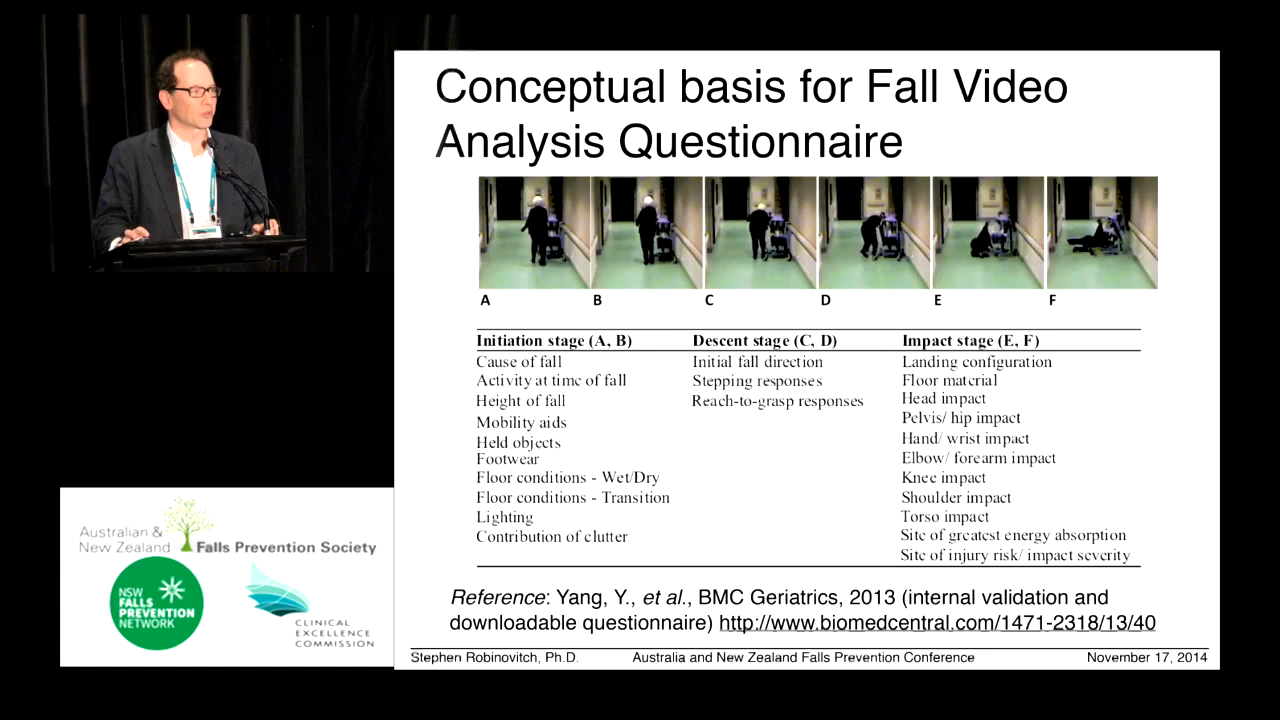 Conceptual basis for Fall Video
Analysis Questionnaire
A B C D E F
Initiation stage (A, B) Descent stage (C, D) Impact stage (E, F)
Cause of fall Initial fall direction Landing configuration
Activity at time of fall Stepping responses Floor material
Height of fall Reach-to-grasp responses Head impact
Mobility aids Pelvis/ hip impact
Held objects Hand/ wrist impact
Footwear Elbow/ forearm impact
Floor conditions - Wet/Dry Knee impact
Floor conditions - Transition Shoulder impact
Lighting Torso impact
Contribution of clutter Site of greatest energy absorption
Site of injury risk/ impact severity
Reference: Yang, Y., et al., BMC Geriatrics, 2013 (internal validation and
downloadable questionnaire) http://www.biomedcentral.com/1471-2318/13/40
Stephen Robinovitch, Ph.D. Australia and New Zealand Falls Prevention Conference November 17, 2014
Australian &
New Zealand Falls Prevention Society
NSW
FALLS
PREVENTION
NETWORK
CLINICAL
EXCELLENCE
COMMISSION